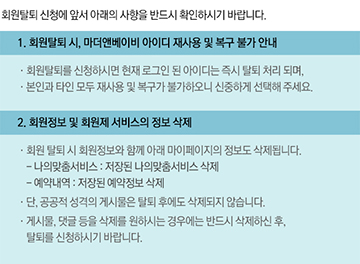 회원탈퇴 신청에 앞서 아래의 사항을 반드시 확인하시기 바랍니다.
1. 회원탈퇴 시, 마더앤베이비 아이디 재사용 및 복구 불가 안내
· 회원탈퇴를 신청하시면 현재 로그인 된 아이디는 즉시 탈퇴 처리 되며,
· 본인과 타인 모두 재사용 및 복구가 불가하오니 신중하게 선택해 주세요.
2. 회원정보 및 회원제 서비스의 정보 삭제
· 회원 탈퇴 시 회원정보와 함께 아래 마이페이지의 정보도 삭제됩니다.
– 나의맞춤서비스 : 저장된 나의맞춤서비스 삭제
– 예약내역 : 저장된 예약정보 삭제
· 단, 공공적 성격의 게시물은 탈퇴 후에도 삭제되지 않습니다.
· 게시물, 댓글 등을 삭제를 원하시는 경우에는 반드시 삭제하신 후,
탈퇴를 신청하시기 바랍니다.